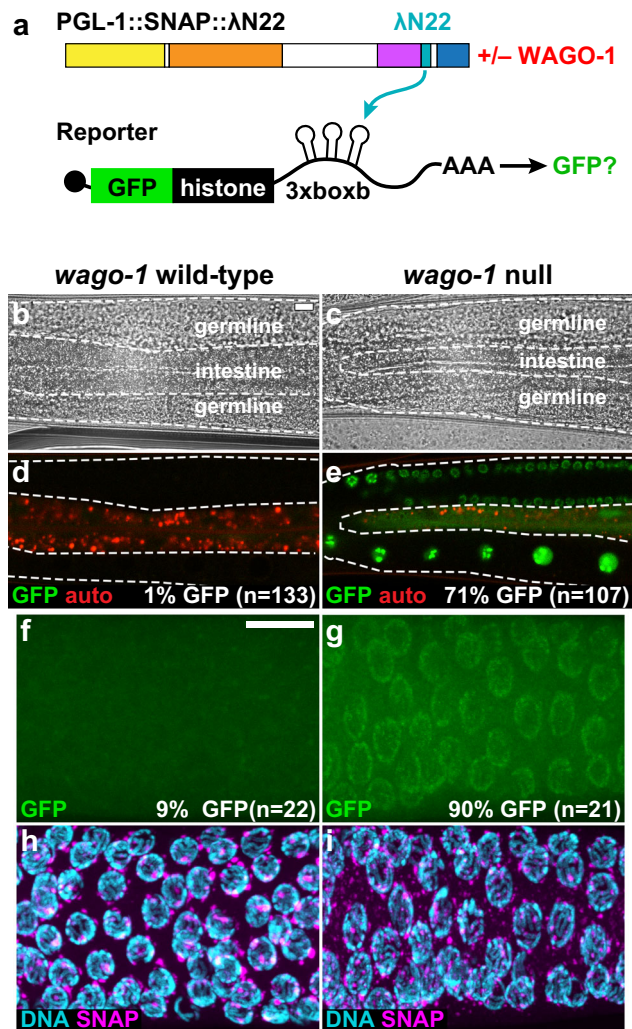 a
PGL-1::SNAP::λN22
λN22
+/– WAGO-1
Reporter
GFP
histone
3xboxb
AAA
GFP?
wago-1 wild-type
wago-1 null
b
germline
intestine
germline
c
germline
intestine
germline
d
GFP auto 1% GFP (n=133)
e
GFP auto 71% GFP (n=107)
f
GFP 9% GFP(n=22)
g
GFP 90% GFP (n=21)
h
DNA SNAP
i
DNA SNAP